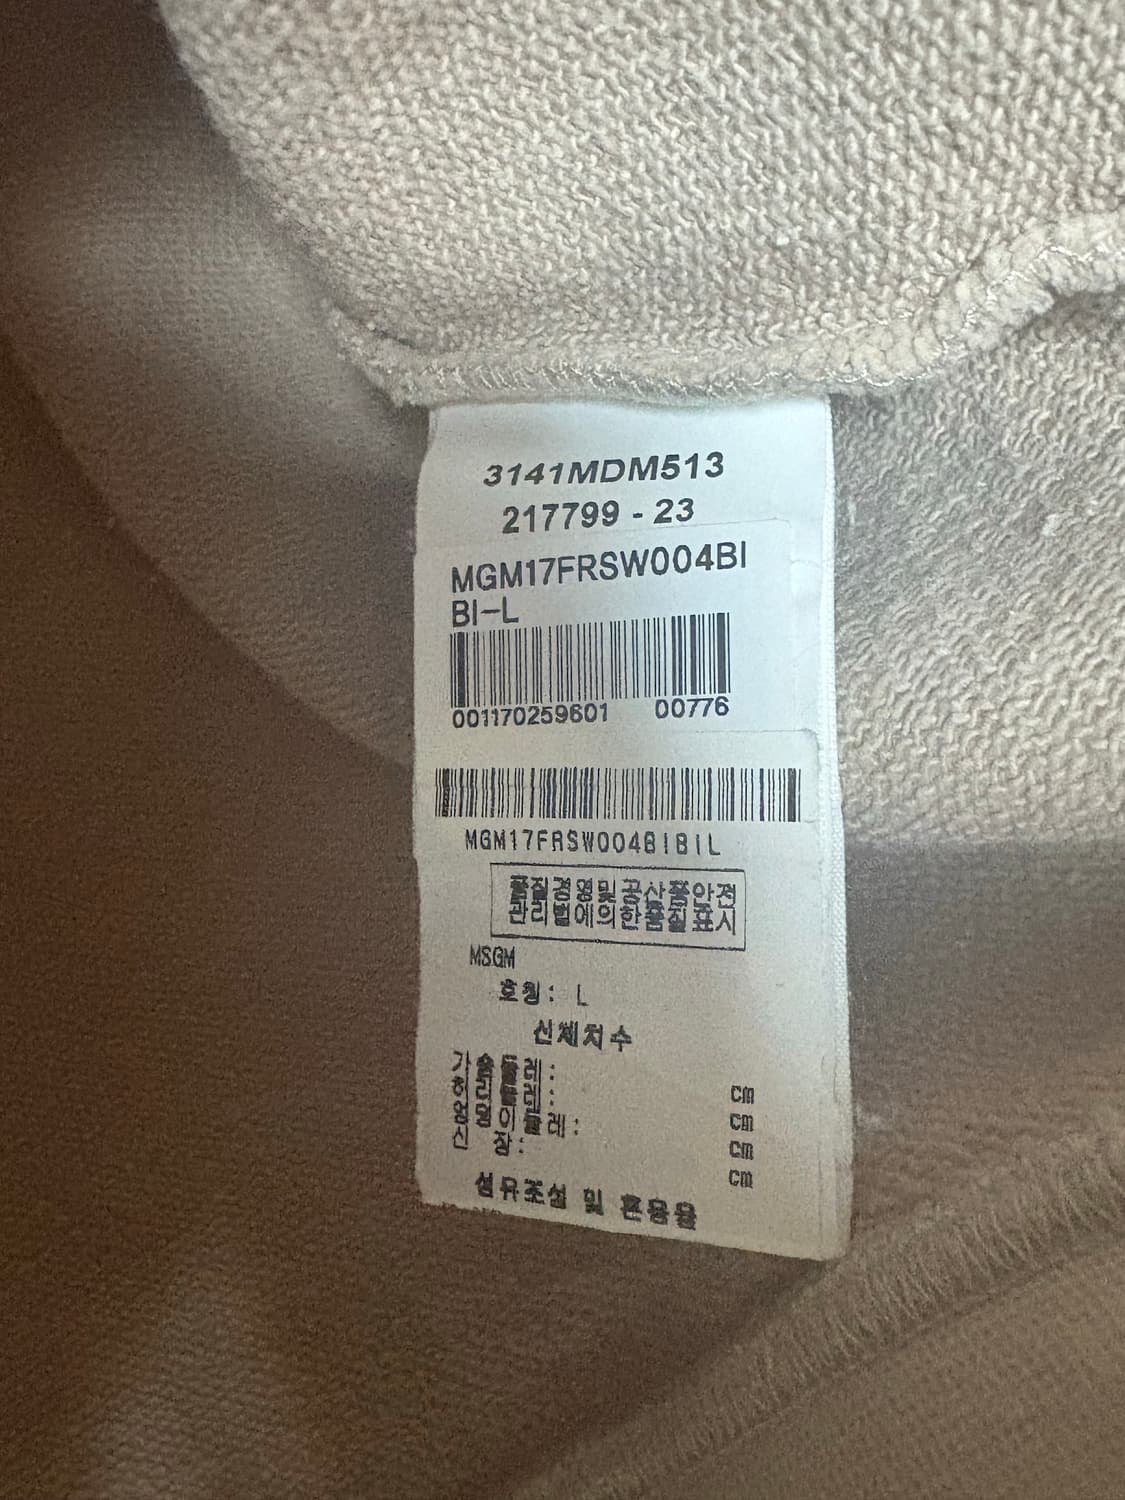 3141MDM513
217799 - 23
MGM17FRSW004BI
BI-L
001170259601 00776
MGM17FRSW004BIBIL
품질경영및공산품안전
관리법에의한품질표시
MSGM
호칭: L
신체치수
가슴둘레: cm
허리둘레: cm
엉덩이둘레: cm
신 장: cm
섬유조성 및 혼용율